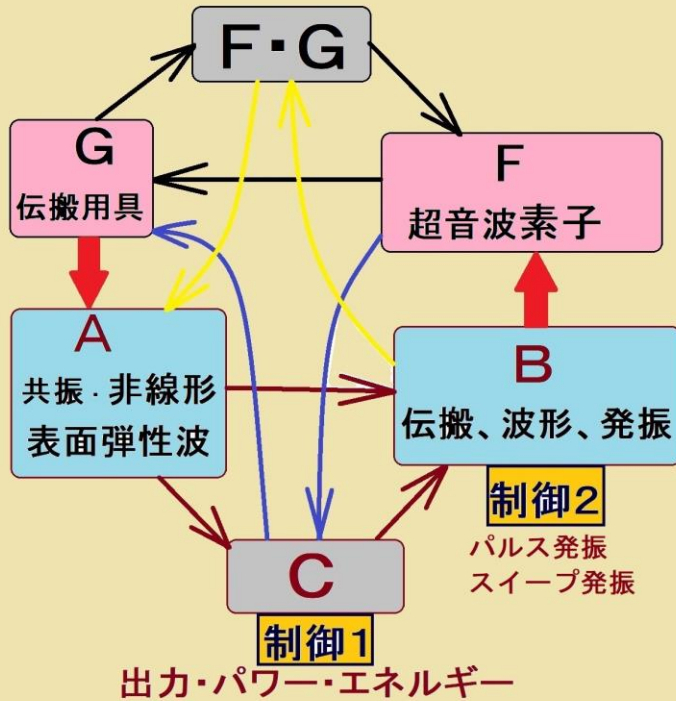 F・G
G
伝搬用具
F
超音波素子
A
共振・非線形
表面弾性波
B
伝搬、波形、発振
制御2
パルス発振
スイープ発振
C
制御1
出力・パワー・エネルギー